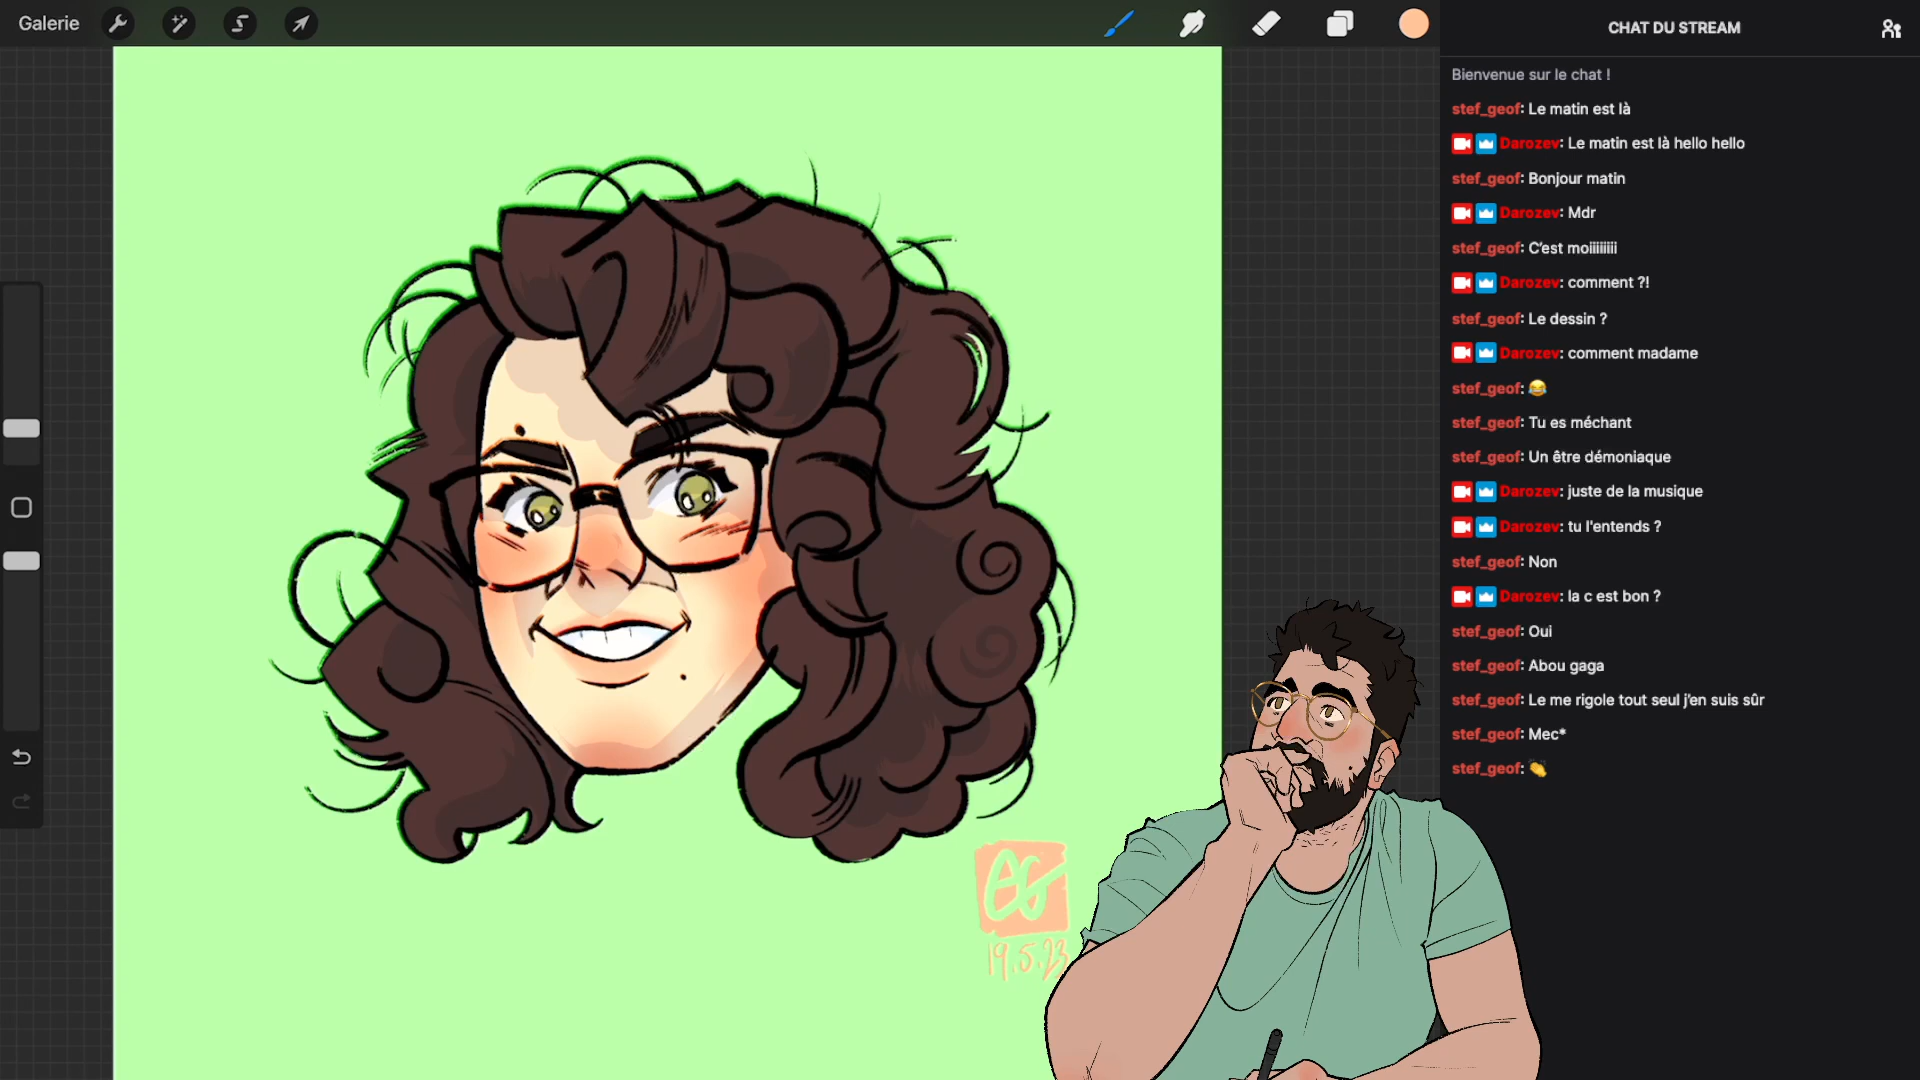 Galerie
CHAT DU STREAM
Bienvenue sur le chat !
stef_geof: Le matin est là
Darozev: Le matin est là hello hello
stef_geof: Bonjour matin
Darozev: Mdr
stef_geof: C'est moiiiiiiiii
Darozev: comment ?!
stef_geof: Le dessin ?
Darozev: comment madame
stef_geof: 😂
stef_geof: Tu es méchant
stef_geof: Un être démoniaque
Darozev: juste de la musique
Darozev: tu l'entends ?
stef_geof: Non
Darozev: la c est bon ?
stef_geof: Oui
stef_geof: Abou gaga
stef_geof: Le me rigole tout seul j'en suis sûr
stef_geof: Mec*
stef_geof: 👏
EG
19.5.23